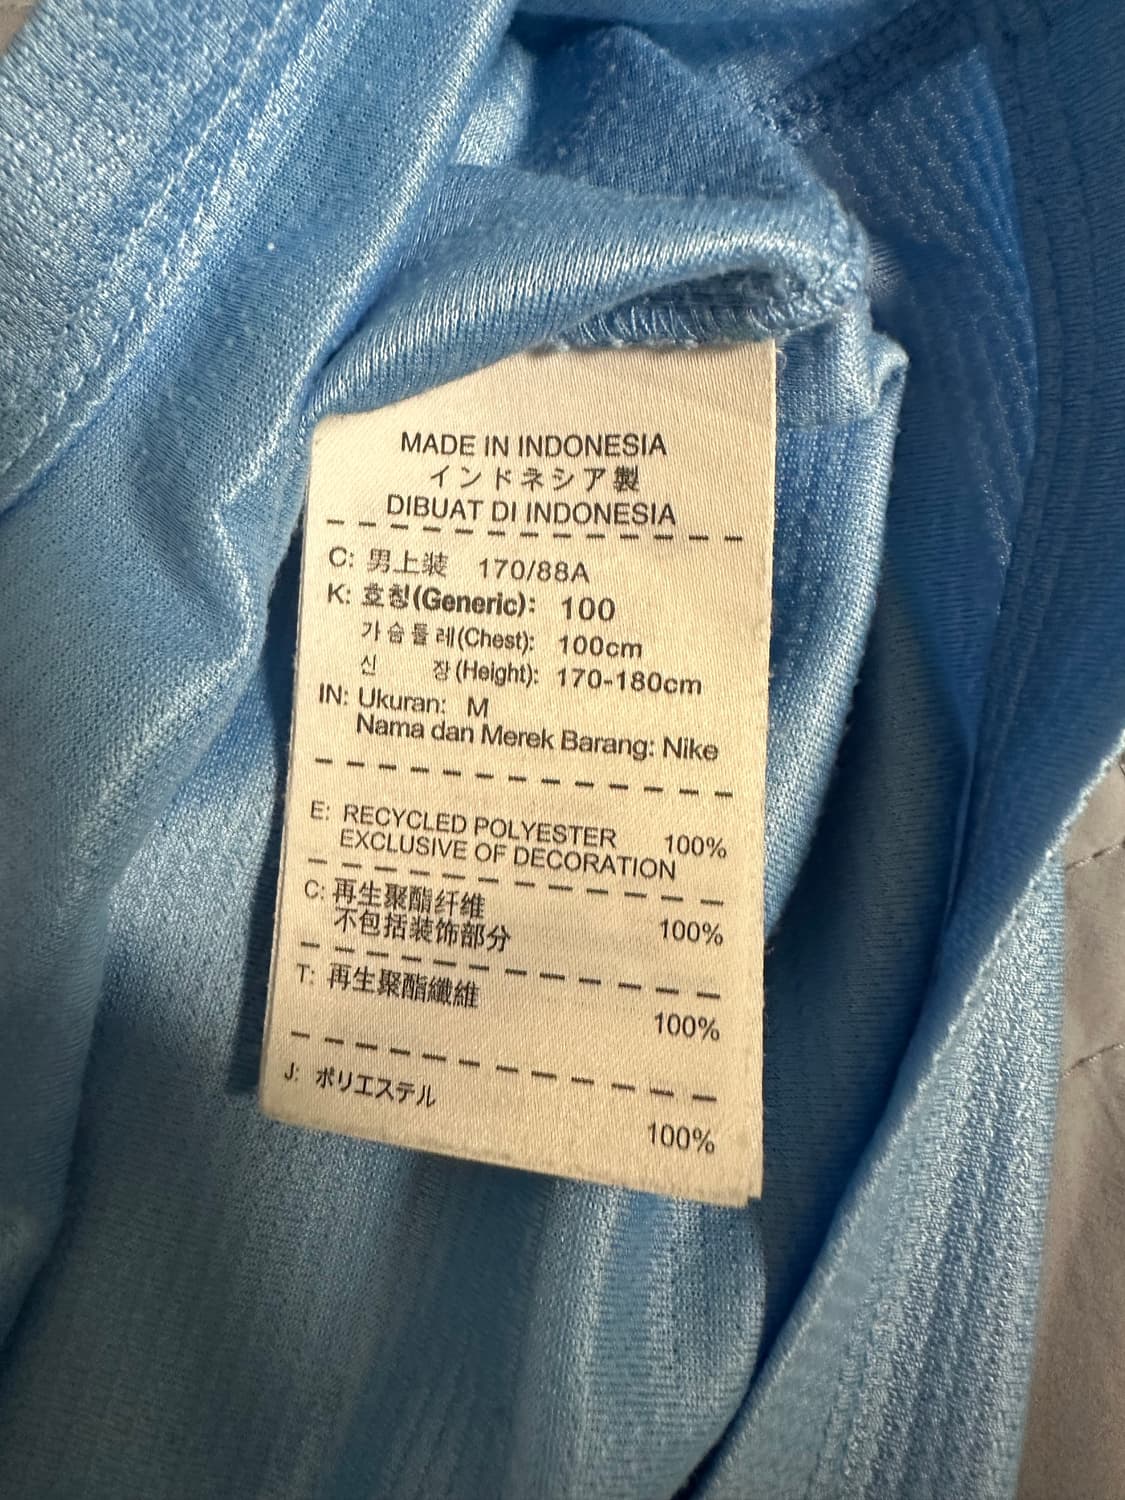 MADE IN INDONESIA
インドネシア製
DIBUAT DI INDONESIA
C: 男上装 170/88A
K: 호칭(Generic): 100
가슴둘레(Chest): 100cm
신 장(Height): 170-180cm
IN: Ukuran: M
Nama dan Merek Barang: Nike
E: RECYCLED POLYESTER 100%
EXCLUSIVE OF DECORATION
C: 再生聚酯纤维
不包括装饰部分 100%
T: 再生聚酯纖維
100%
J: ポリエステル
100%